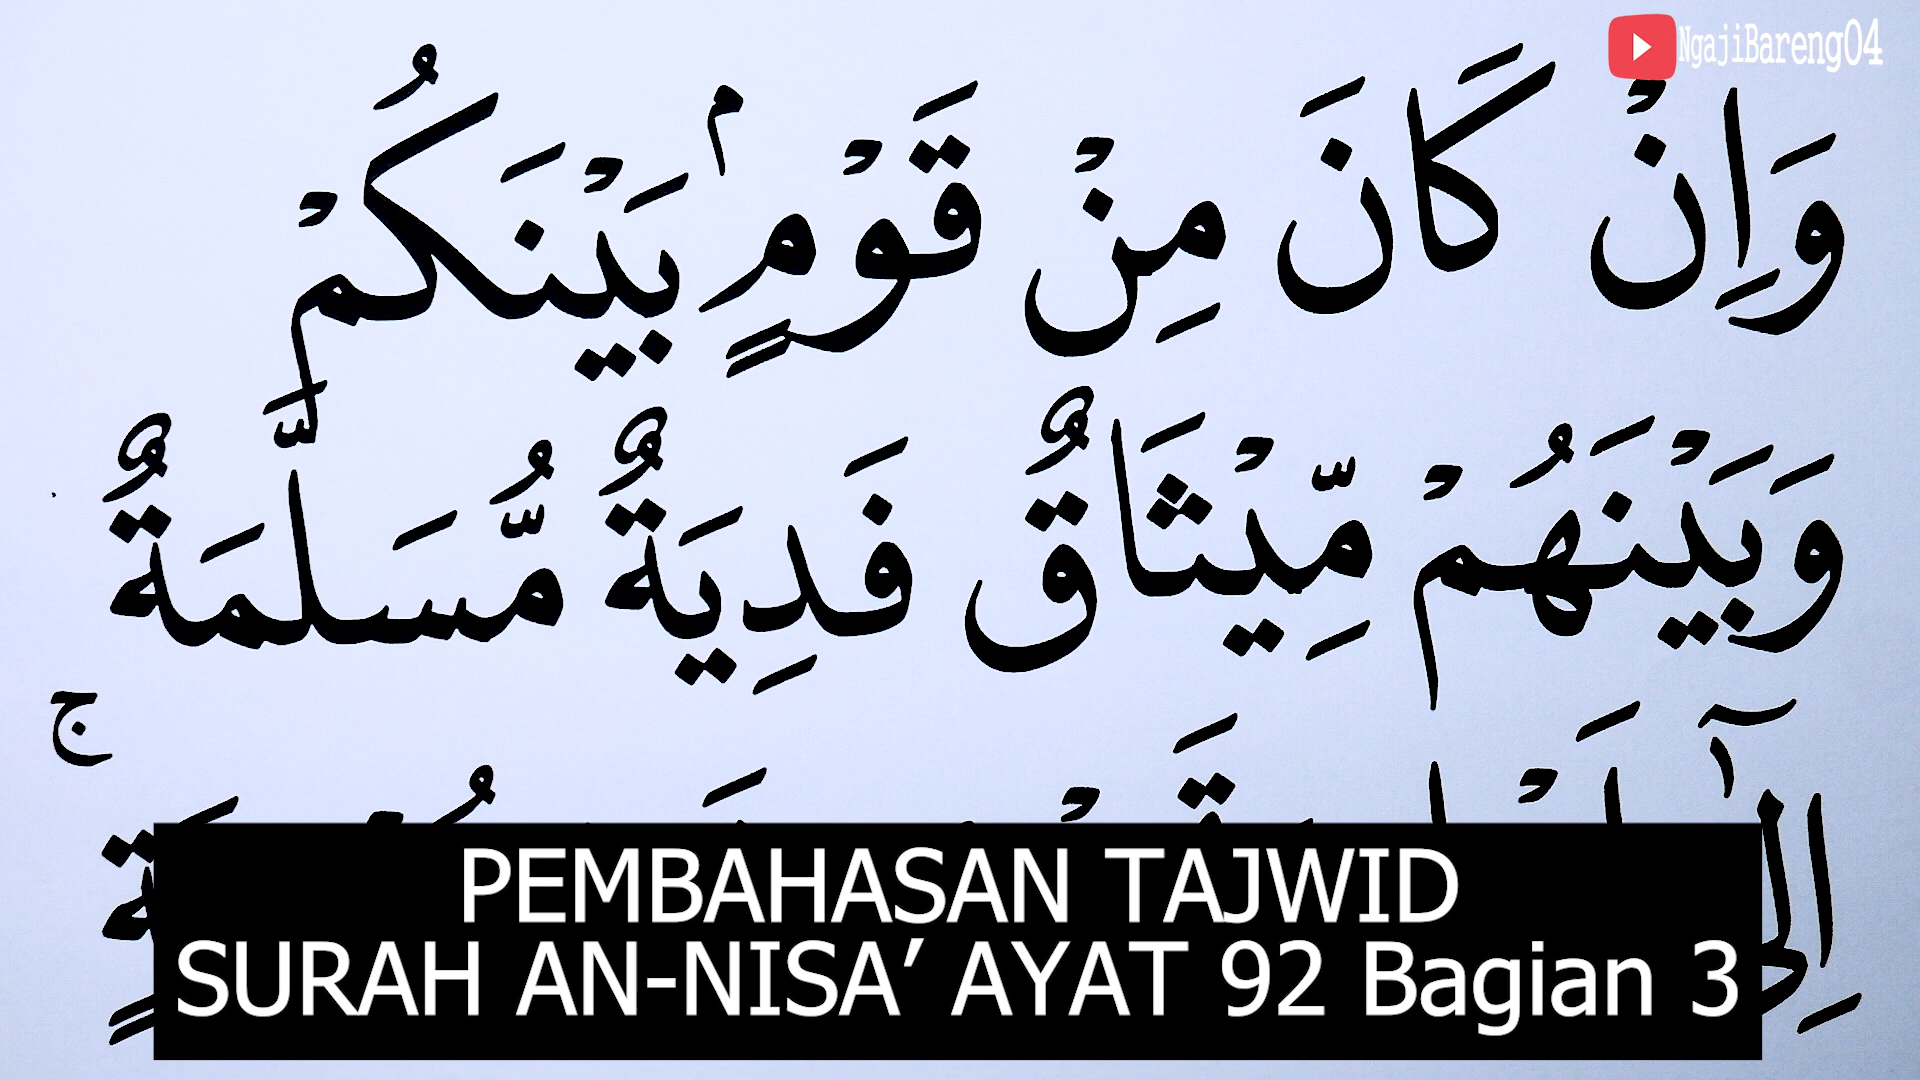 NgajiBareng04
وَاِنْ كَانَ مِنْ قَوْمٍۢ بَيْنَكُمْ
وَبَيْنَهُمْ مِّيْثَاقٌ فَدِيَةٌ مُّسَلَّمَةٌ
اِلٰٓى ۚ
PEMBAHASAN TAJWID
SURAH AN-NISA’ AYAT 92 Bagian 3